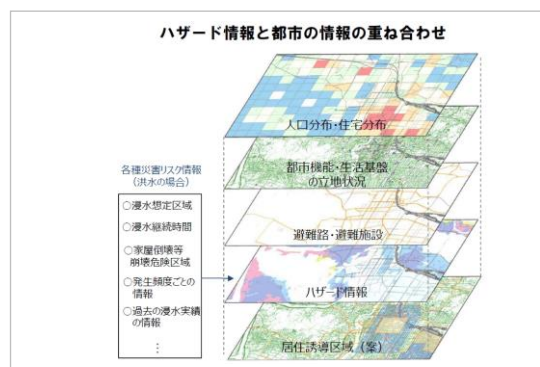 ハザード情報と都市の情報の重ね合わせ
人口分布・住宅分布
各種災害リスク情報
(洪水の場合)
○浸水想定区域
○浸水継続時間
○家屋倒壊等
崩壊危険区域
○発生頻度ごとの
情報
○過去の浸水実績
の情報
⋮
都市機能・生活基盤
の立地状況
避難路・避難施設
ハザード情報
居住誘導区域(案)